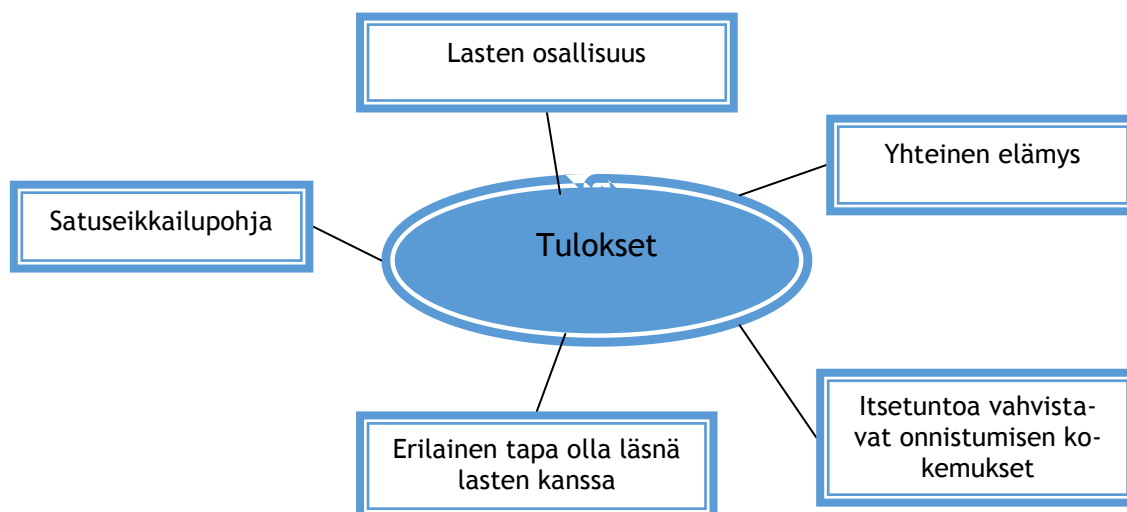 Lasten osallisuus
Yhteinen elämys
Satuseikkailupohja
Tulokset
Erilainen tapa olla läsnä
lasten kanssa
Itsetuntoa vahvista-
vat onnistumisen ko-
kemukset